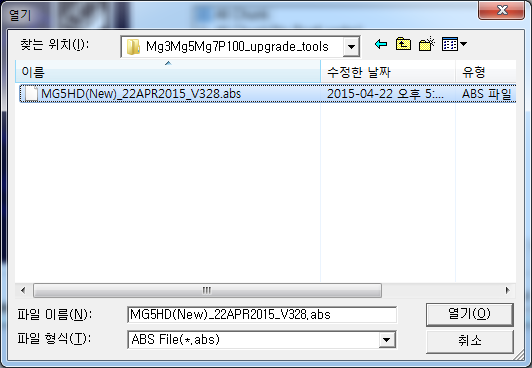 열기
찾는 위치(I):
Mg3Mg5Mg7P100_upgrade_tools
이름
수정한 날짜
유형
MG5HD(New)_22APR2015_V328.abs
2015-04-22 오후 5:...
ABS 파일
파일 이름(N):
MG5HD(New)_22APR2015_V328.abs
열기(O)
파일 형식(T):
ABS File(*.abs)
취소